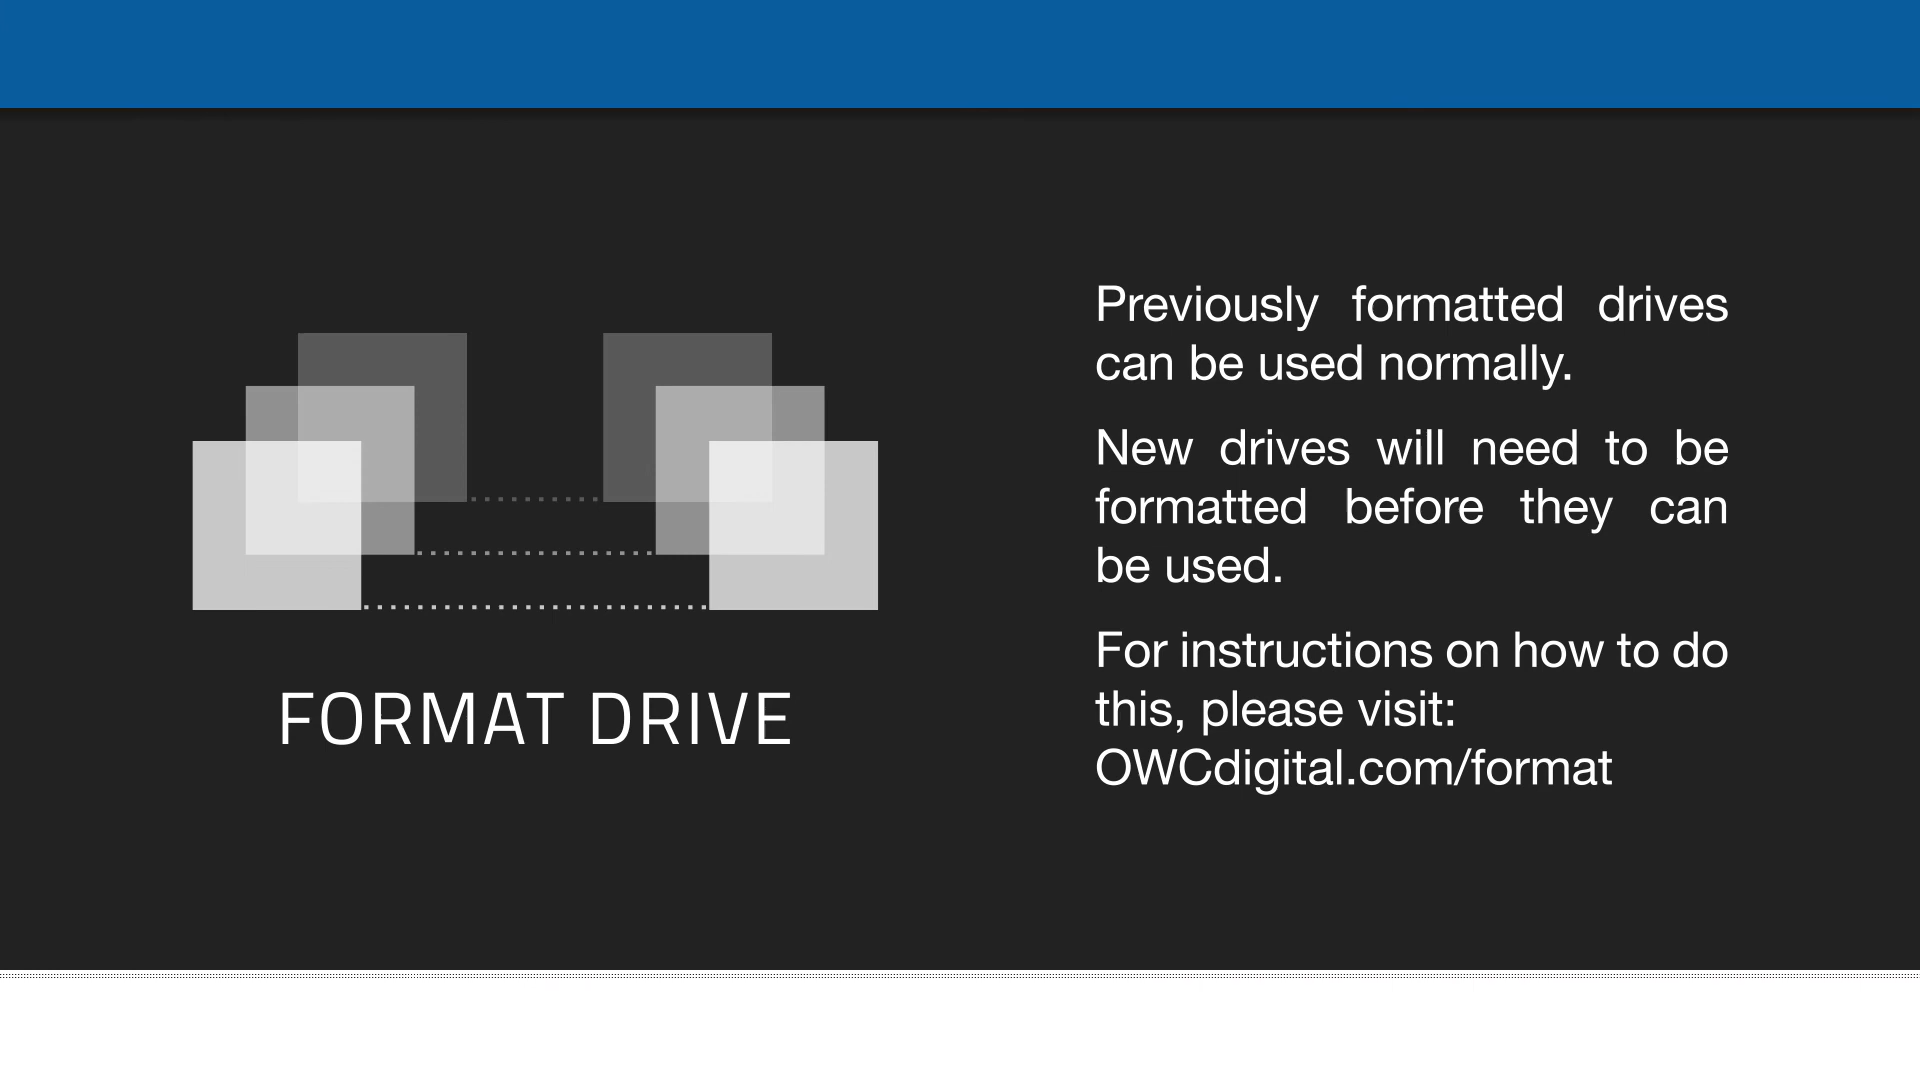 FORMAT DRIVE
Previously formatted drives
can be used normally.
New drives will need to be
formatted before they can
be used.
For instructions on how to do
this, please visit:
OWCdigital.com/format